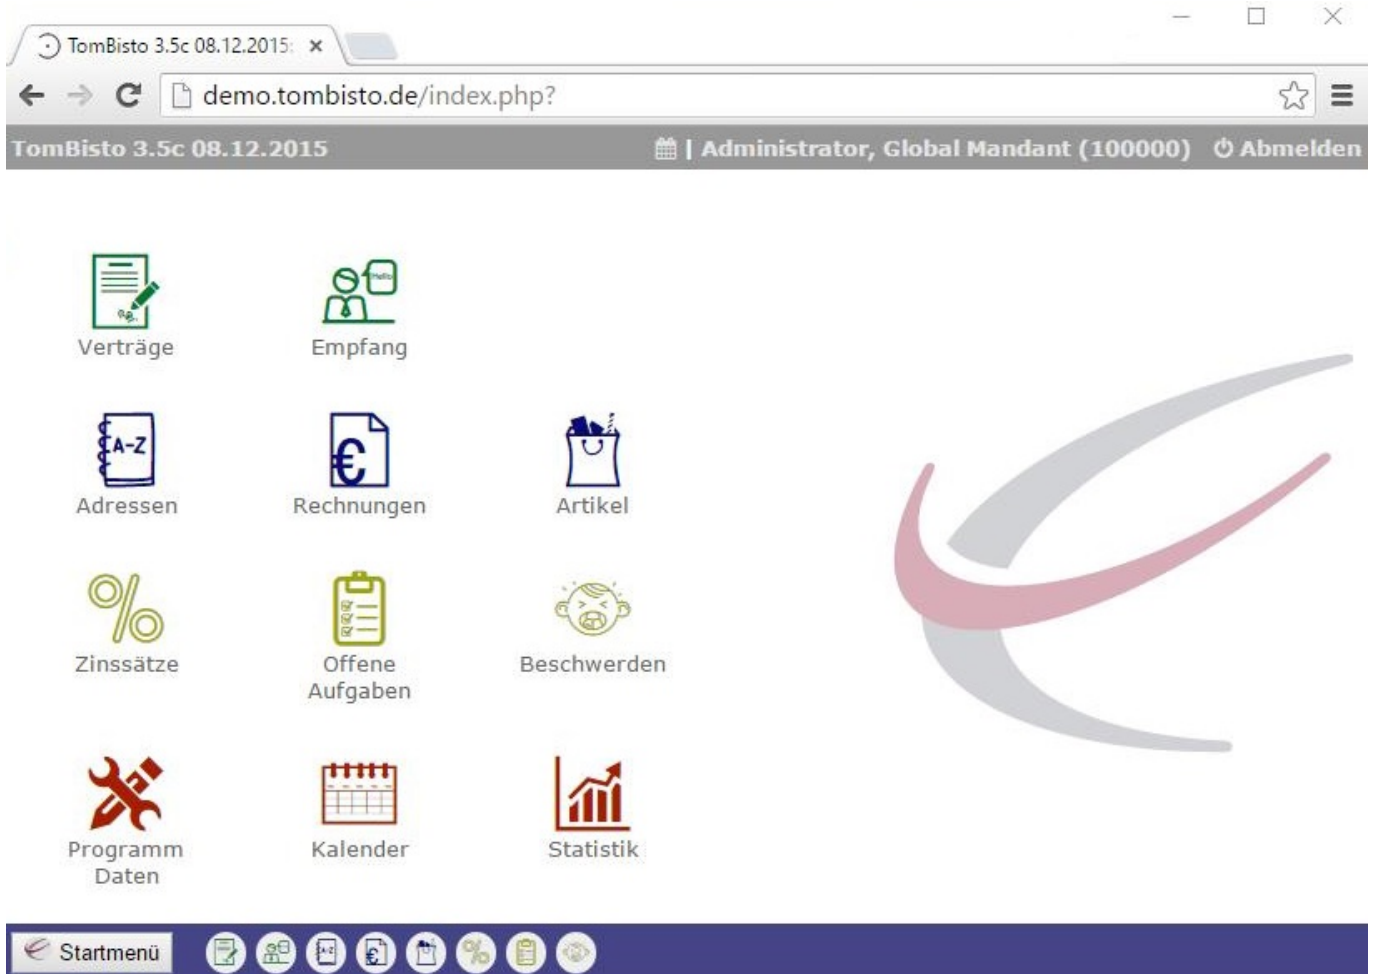 TomBisto 3.5c 08.12.2015:
demo.tombisto.de/index.php?
TomBisto 3.5c 08.12.2015
| Administrator, Global Mandant (100000) Abmelden
Hello
Verträge Empfang
A-Z
€
Adressen Rechnungen Artikel
%
Zinssätze Offene Aufgaben Beschwerden
Programm Daten Kalender Statistik
Startmenü
A-Z
€
%